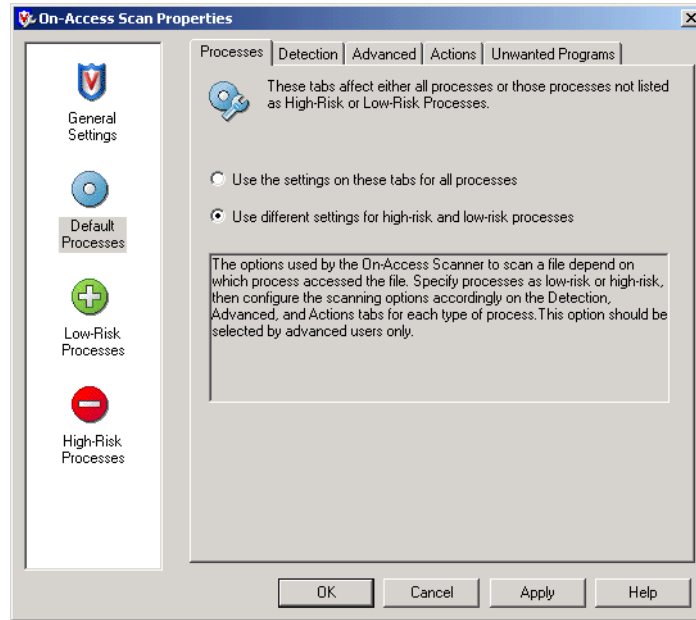 On-Access Scan Properties
General
Settings
Default
Processes
Low-Risk
Processes
High-Risk
Processes
Processes
Detection
Advanced
Actions
Unwanted Programs
These tabs affect either all processes or those processes not listed
as High-Risk or Low-Risk Processes.
Use the settings on these tabs for all processes
Use different settings for high-risk and low-risk processes
The options used by the On-Access Scanner to scan a file depend on
which process accessed the file. Specify processes as low-risk or high-risk,
then configure the scanning options accordingly on the Detection,
Advanced, and Actions tabs for each type of process.This option should be
selected by advanced users only.
OK
Cancel
Apply
Help